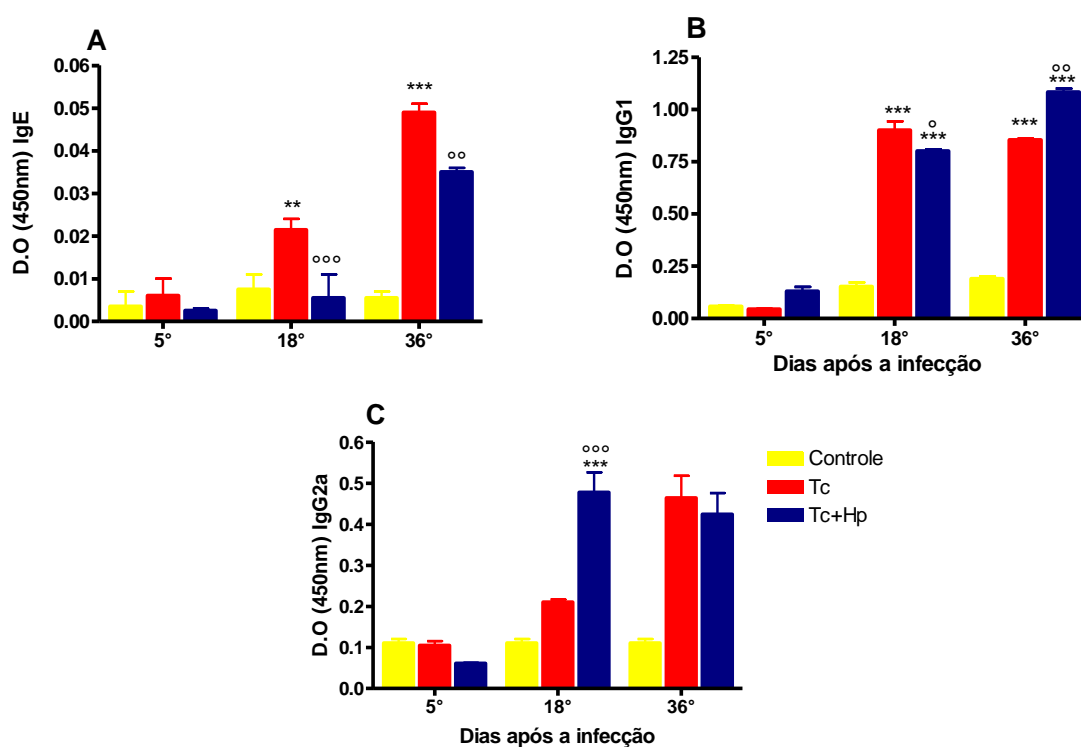 A
D.O (450nm) IgE
0.06
0.05
0.04
0.03
0.02
0.01
0.00
**
°°°
***
°°
5° 18° 36°
B
D.O (450nm) IgG1
1.25
1.00
0.75
0.50
0.25
0.00
***
°
***
***
°°
***
5° 18° 36°
Dias após a infecção
C
D.O (450nm) IgG2a
0.6
0.5
0.4
0.3
0.2
0.1
0.0
°°°
***
5° 18° 36°
Dias após a infecção
Controle
Tc
Tc+Hp